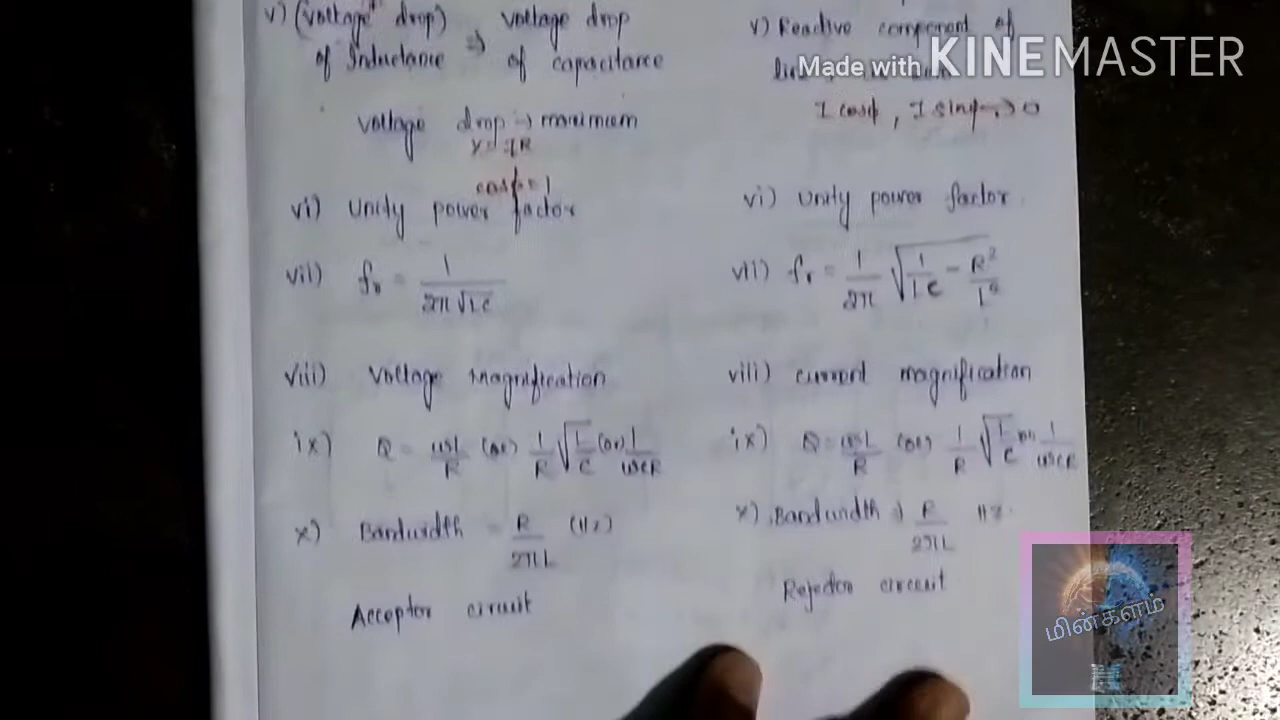 v) (voltage drop) voltage drop
of Inductance => of capacitance
voltage drop → maximum
V = IR
cosϕ = 1
vi) Unity power factor
vii) fr = 1 / 2π√LC
viii) voltage Magnification
ix) Q = ωL/R (or) 1/R √L/C (or) 1/ωCR
x) Bandwidth = R/2πL (Hz)
Acceptor circuit
v) Reactive component of
Made with KINEMASTER
I cosϕ, I sinϕ → 0
vi) Unity power factor
vii) fr = 1/2π √1/LC - R²/L²
viii) current magnification
ix) Q = ωL/R (or) 1/R √L/C (or) 1/ωCR
x) Bandwidth → R/2πL Hz.
Rejector circuit
மின்களம்